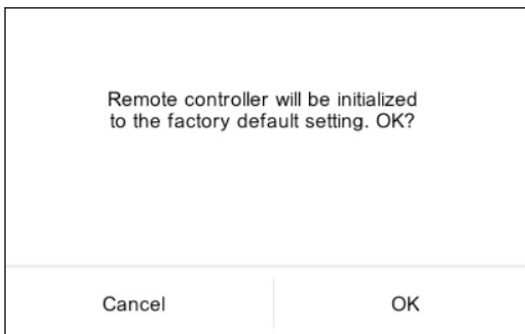 Remote controller will be initialized
to the factory default setting. OK?
Cancel
OK